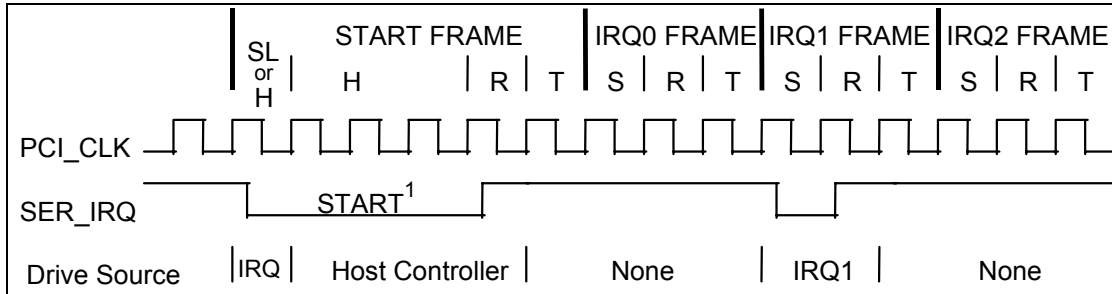 START FRAME IRQ0 FRAME IRQ1 FRAME IRQ2 FRAME
SL
or
H
H R T S R T S R T S R T
PCI_CLK
SER_IRQ START1
Drive Source IRQ Host Controller None IRQ1 None